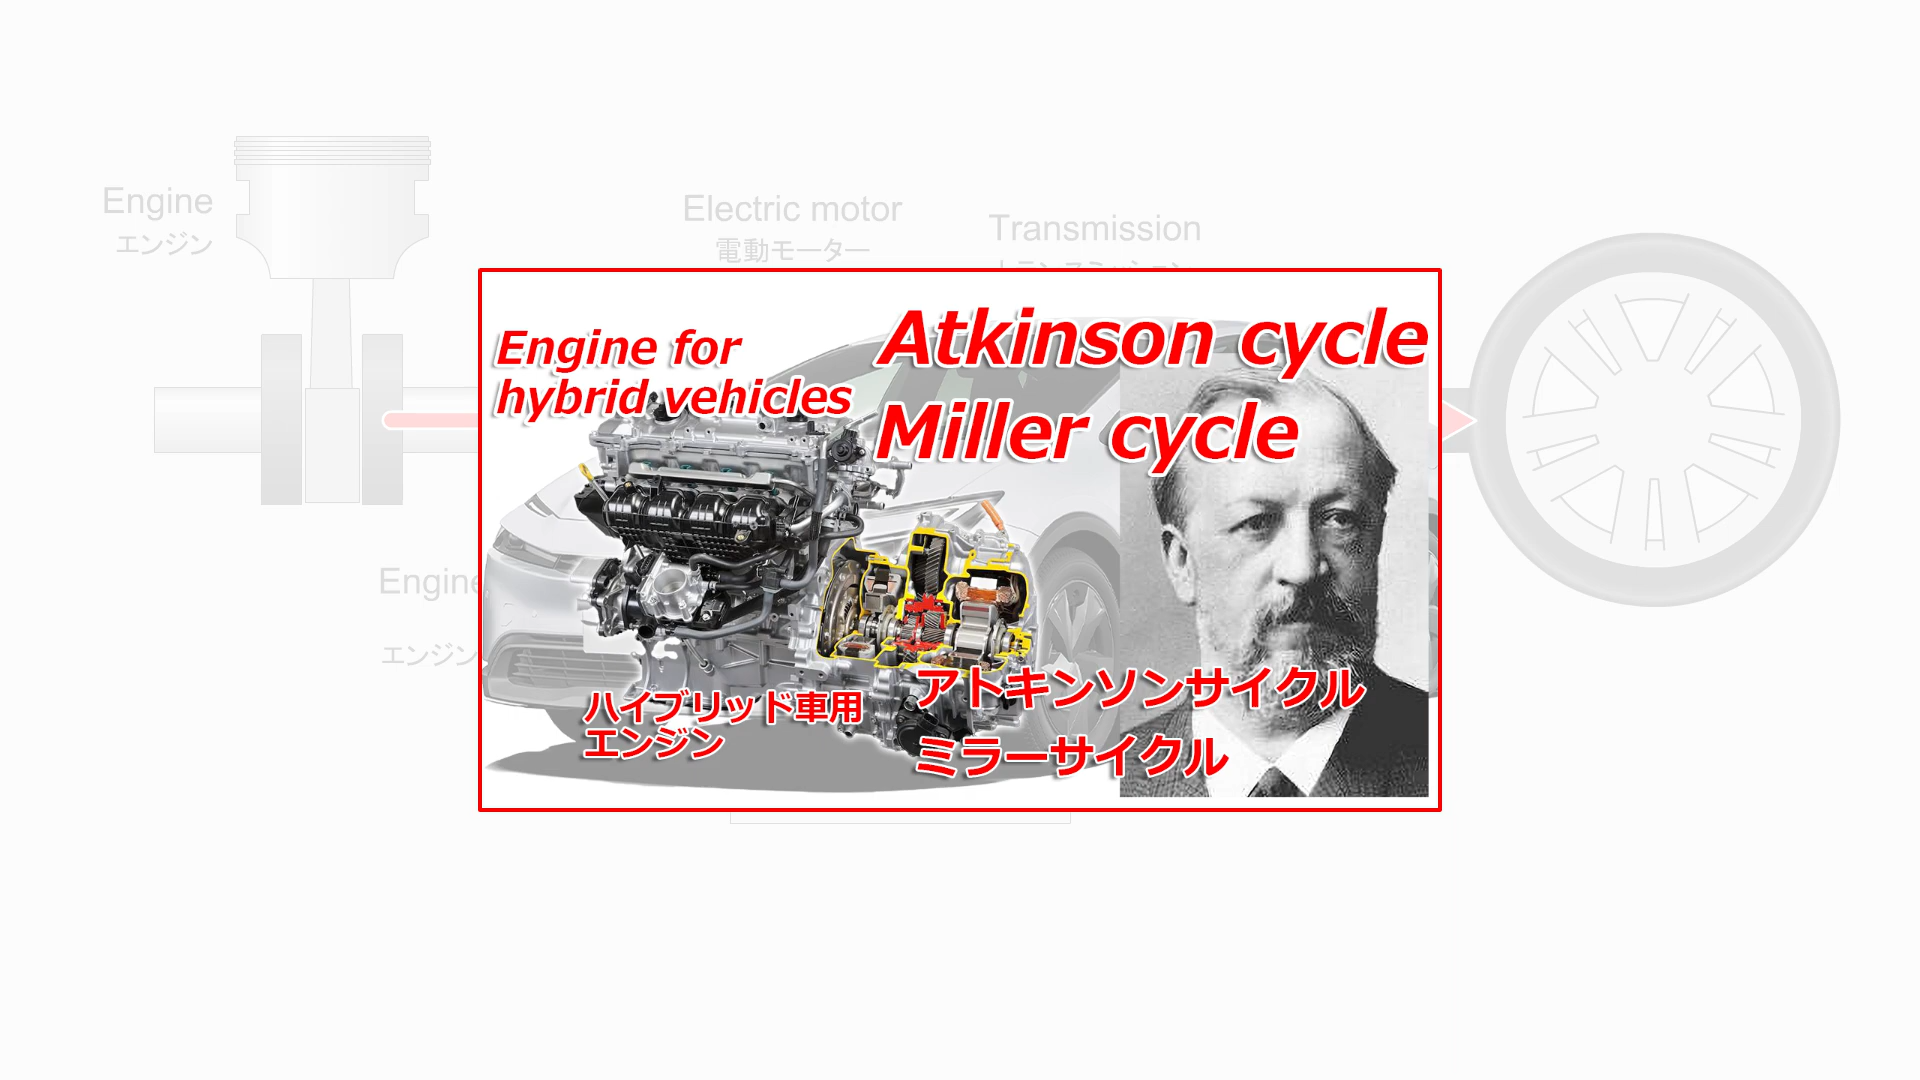 Engine
エンジン
Electric motor
電動モーター
Transmission
Engine for
hybrid vehicles
Atkinson cycle
Miller cycle
Engine
エンジン
ハイブリッド車用
エンジン
アトキンソンサイクル
ミラーサイクル